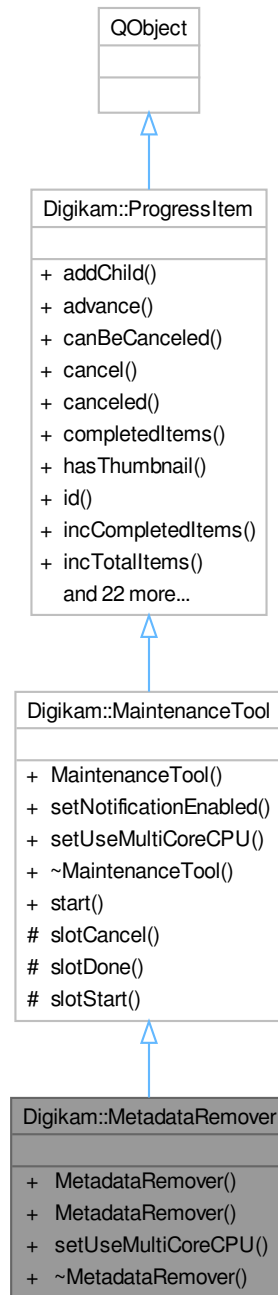 QObject
Digikam::ProgressItem
+ addChild()
+ advance()
+ canBeCanceled()
+ cancel()
+ canceled()
+ completedItems()
+ hasThumbnail()
+ id()
+ incCompletedItems()
+ incTotalItems()
and 22 more...
Digikam::MaintenanceTool
+ MaintenanceTool()
+ setNotificationEnabled()
+ setUseMultiCoreCPU()
+ ~MaintenanceTool()
+ start()
# slotCancel()
# slotDone()
# slotStart()
Digikam::MetadataRemover
+ MetadataRemover()
+ MetadataRemover()
+ setUseMultiCoreCPU()
+ ~MetadataRemover()